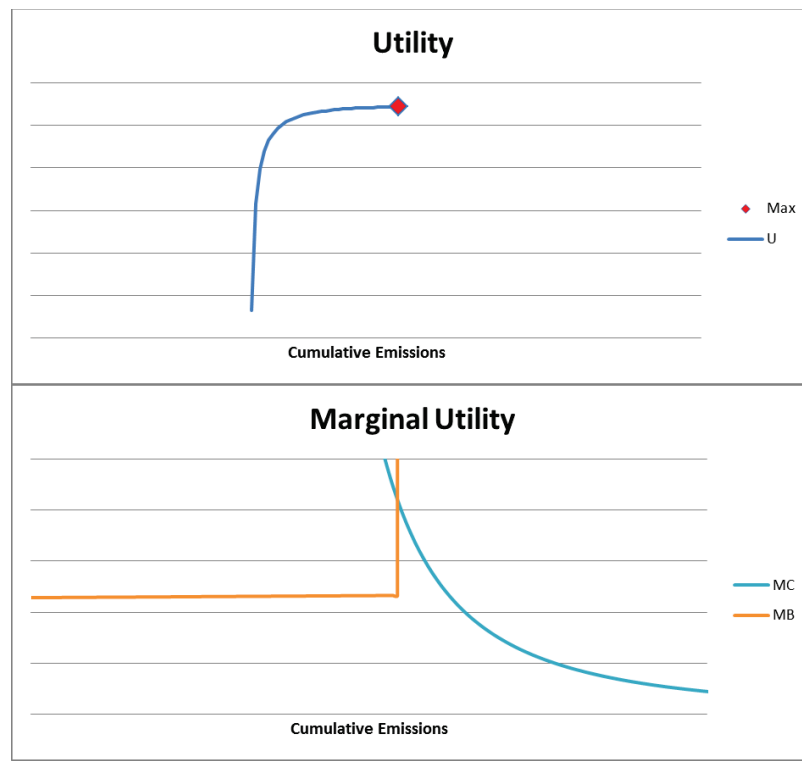 Utility
Max
U
Cumulative Emissions
Marginal Utility
MC
MB
Cumulative Emissions